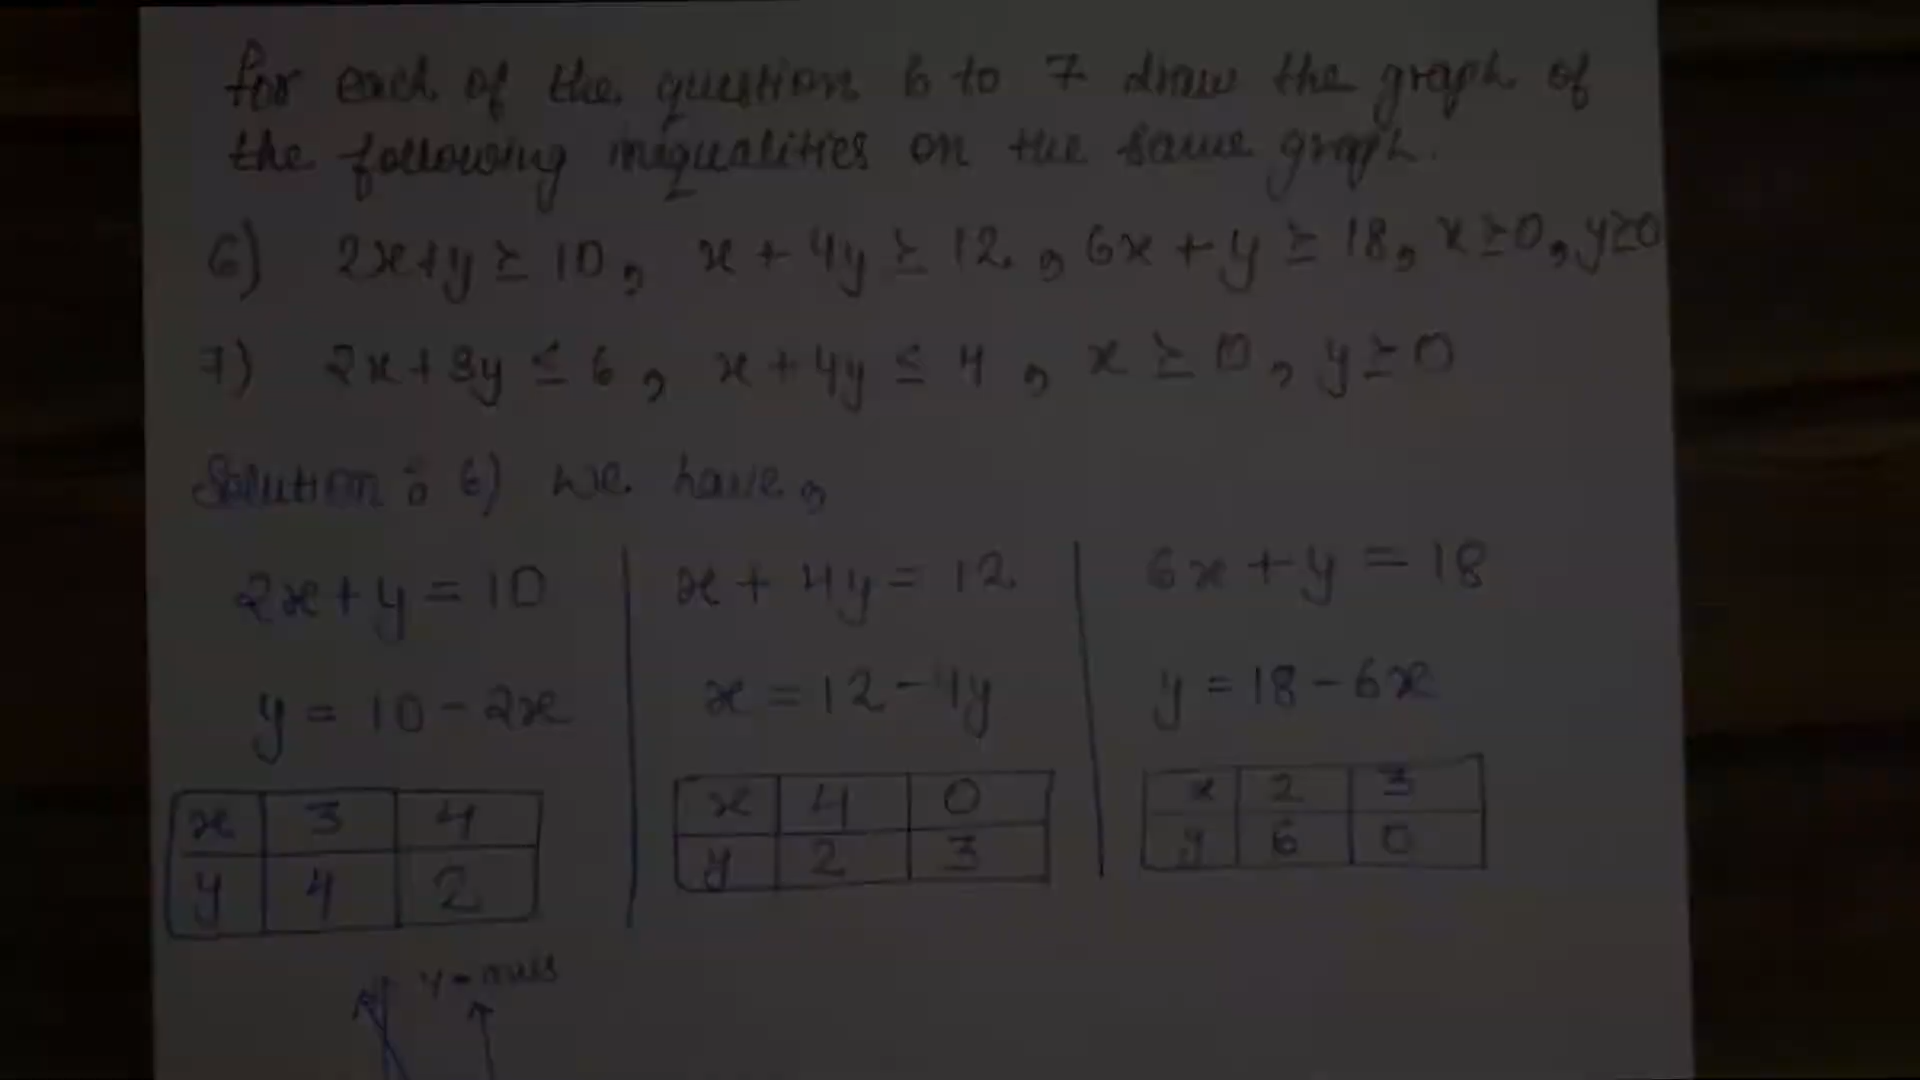 for each of the question 6 to 7 draw the graph of
the following inequalities on the same graph.
6) 2x+y ≥ 10, x + 4y ≥ 12, 6x + y ≥ 18, x≥0, y≥0
7) 2x+3y ≤ 6, x + 4y ≤ 4, x ≥ 0, y≥0
Solution: 6) we have,
2x+y = 10
y = 10 - 2x
x 3 4
y 4 2
x + 4y = 12
x = 12 - 4y
x 4 0
y 2 3
6x + y = 18
y = 18 - 6x
x 2 3
y 6 0
y-axis